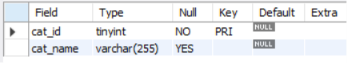 Field Type Null Key Default Extra
cat_id tinyint NO PRI NULL
cat_name varchar(255) YES NULL